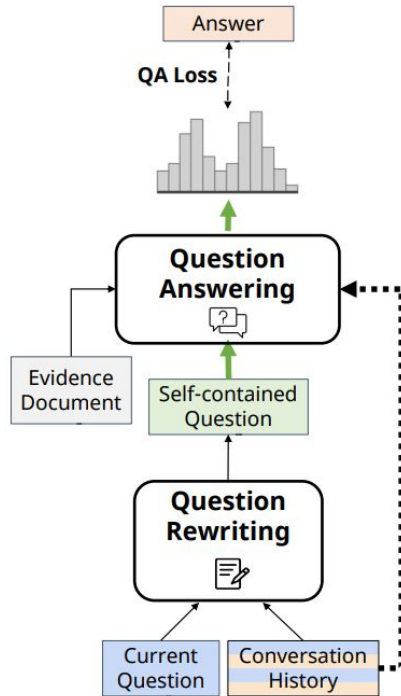 Answer
QA Loss
Question
Answering
?
Evidence
Document
Self-contained
Question
Question
Rewriting
Current
Question
Conversation
History